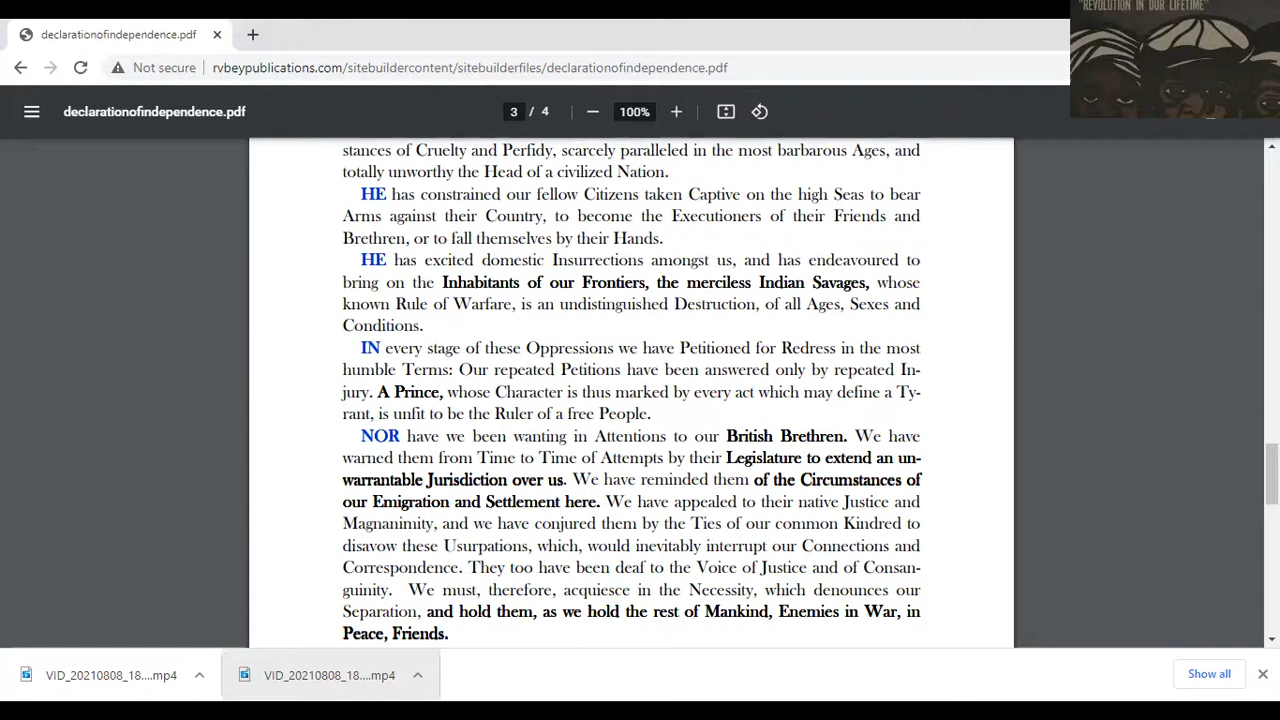 "REVOLUTION IN OUR LIFETIME"
declarationofindependence.pdf
Not secure
rvbeypublications.com/sitebuildercontent/sitebuilderfiles/declarationofindependence.pdf
declarationofindependence.pdf
3 / 4
100%
stances of Cruelty and Perfidy, scarcely paralleled in the most barbarous Ages, and
totally unworthy the Head of a civilized Nation.
HE has constrained our fellow Citizens taken Captive on the high Seas to bear
Arms against their Country, to become the Executioners of their Friends and
Brethren, or to fall themselves by their Hands.
HE has excited domestic Insurrections amongst us, and has endeavoured to
bring on the Inhabitants of our Frontiers, the merciless Indian Savages, whose
known Rule of Warfare, is an undistinguished Destruction, of all Ages, Sexes and
Conditions.
IN every stage of these Oppressions we have Petitioned for Redress in the most
humble Terms: Our repeated Petitions have been answered only by repeated In-
jury. A Prince, whose Character is thus marked by every act which may define a Ty-
rant, is unfit to be the Ruler of a free People.
NOR have we been wanting in Attentions to our British Brethren. We have
warned them from Time to Time of Attempts by their Legislature to extend an un-
warrantable Jurisdiction over us. We have reminded them of the Circumstances of
our Emigration and Settlement here. We have appealed to their native Justice and
Magnanimity, and we have conjured them by the Ties of our common Kindred to
disavow these Usurpations, which, would inevitably interrupt our Connections and
Correspondence. They too have been deaf to the Voice of Justice and of Consan-
guinity. We must, therefore, acquiesce in the Necessity, which denounces our
Separation, and hold them, as we hold the rest of Mankind, Enemies in War, in
Peace, Friends.
VID_20210808_18....mp4
VID_20210808_18....mp4
Show all